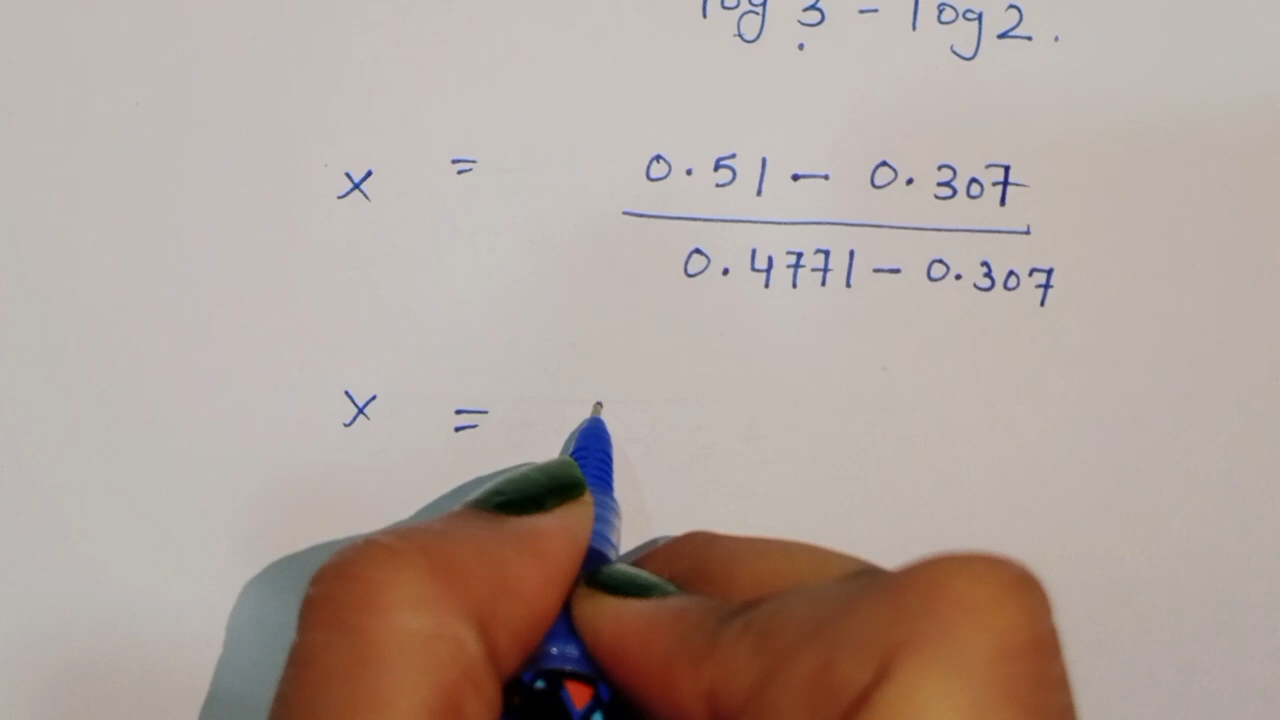 log 3 - log 2.
x = 0.51 - 0.307
0.4771 - 0.307
x =